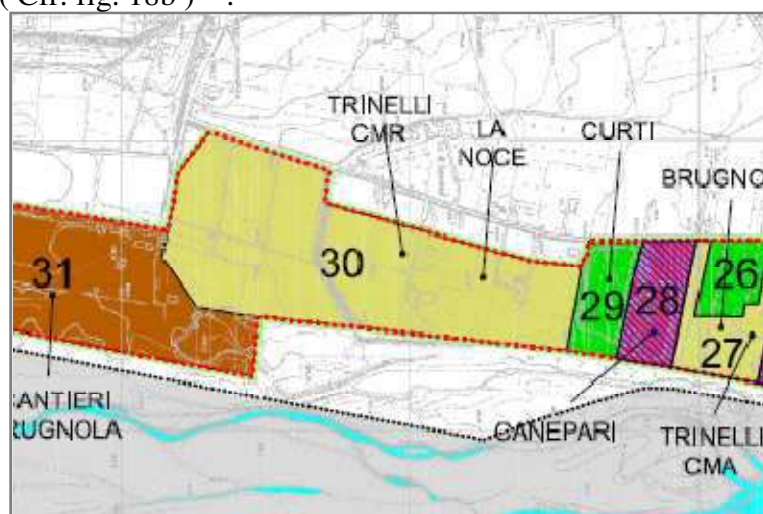 ( Cfr. fig. 18b ) .
TRINELLI
CMR
LA
NOCE
CURTI
BRUGNO
31
30
29
28
26
27
CANTIERI
RUGNOLA
CANEPARI
TRINELLI
CMA